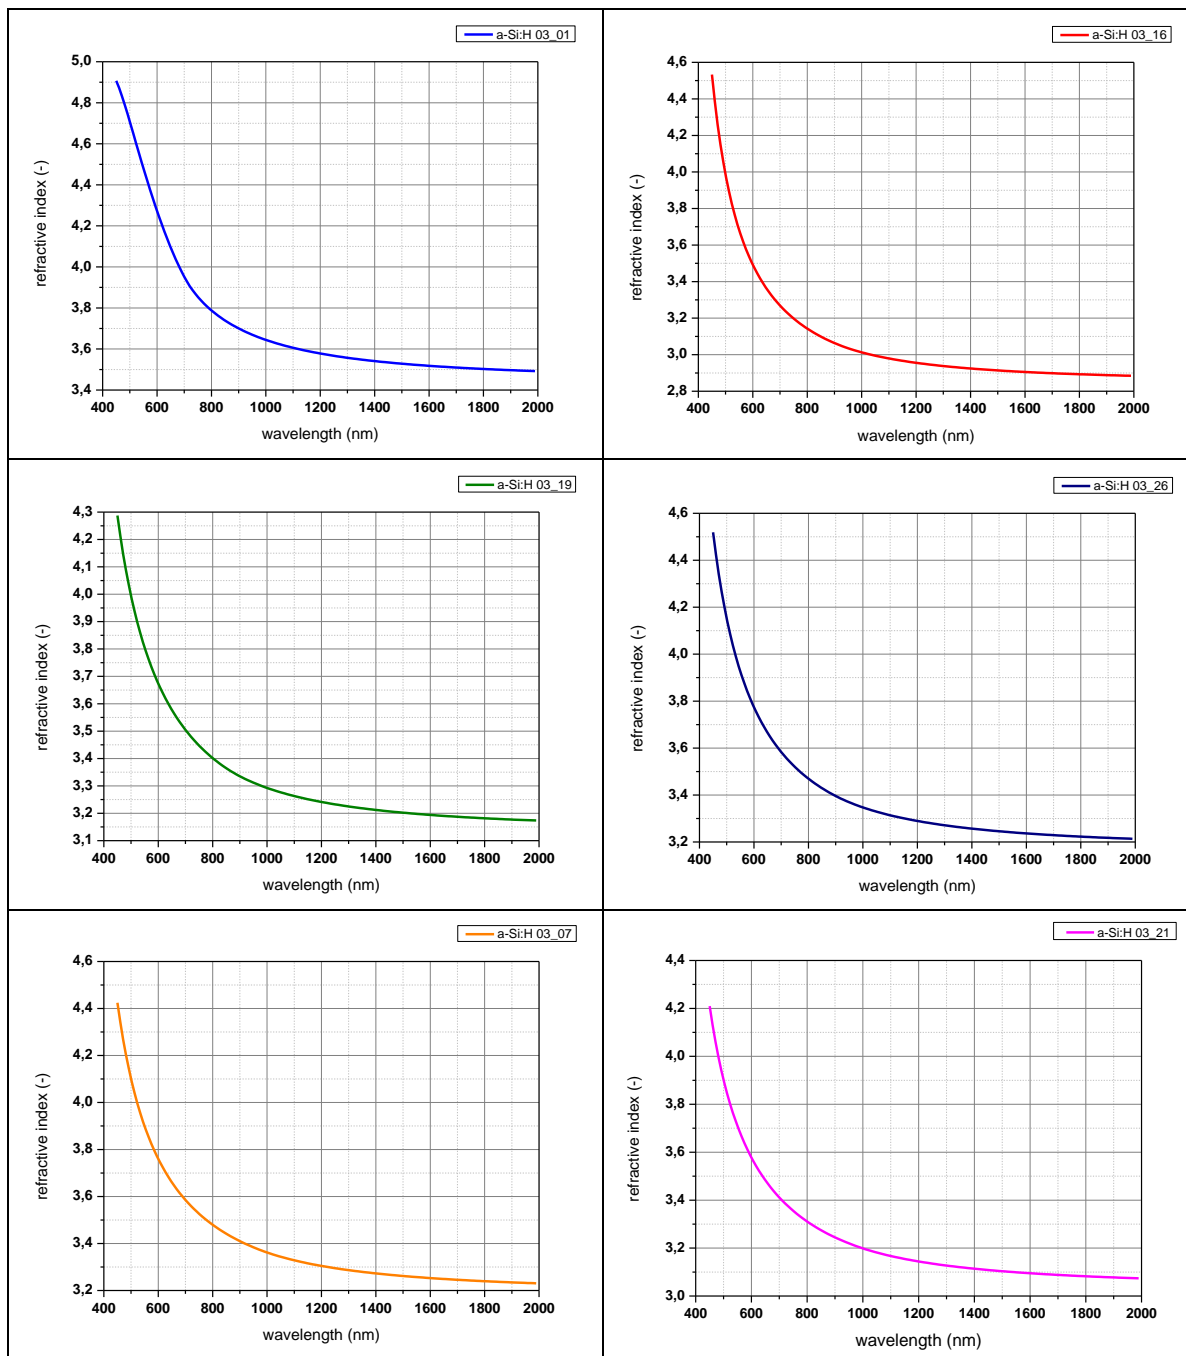 a-Si:H 03_01
5,0
4,8
4,6
4,4
4,2
4,0
3,8
3,6
3,4
refractive index (-)
400 600 800 1000 1200 1400 1600 1800 2000
wavelength (nm)
a-Si:H 03_16
4,6
4,4
4,2
4,0
3,8
3,6
3,4
3,2
3,0
2,8
refractive index (-)
400 600 800 1000 1200 1400 1600 1800 2000
wavelength (nm)
a-Si:H 03_19
4,3
4,2
4,1
4,0
3,9
3,8
3,7
3,6
3,5
3,4
3,3
3,2
3,1
refractive index (-)
400 600 800 1000 1200 1400 1600 1800 2000
wavelength (nm)
a-Si:H 03_26
4,6
4,4
4,2
4,0
3,8
3,6
3,4
3,2
refractive index (-)
400 600 800 1000 1200 1400 1600 1800 2000
wavelength (nm)
a-Si:H 03_07
4,6
4,4
4,2
4,0
3,8
3,6
3,4
3,2
refractive index (-)
400 600 800 1000 1200 1400 1600 1800 2000
wavelength (nm)
a-Si:H 03_21
4,4
4,2
4,0
3,8
3,6
3,4
3,2
3,0
refractive index (-)
400 600 800 1000 1200 1400 1600 1800 2000
wavelength (nm)